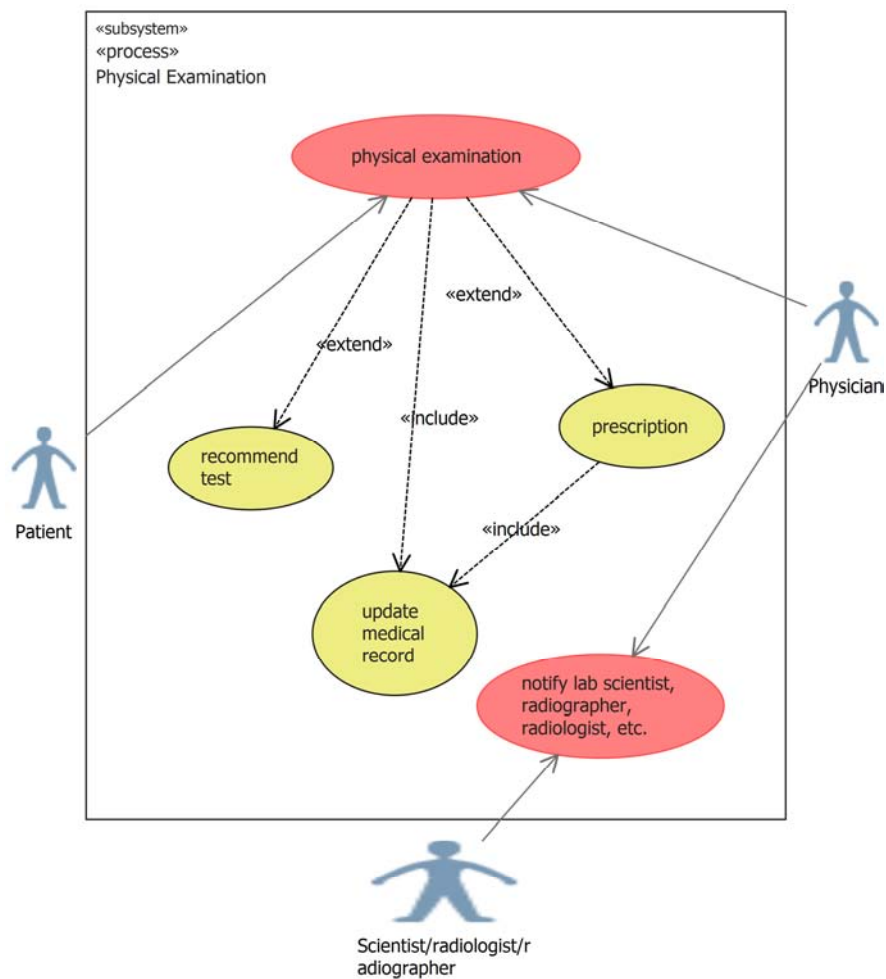 «subsystem»
«process»
Physical Examination
physical examination
«extend»
«extend»
Physician
«include»
prescription
recommend
test
Patient
«include»
update
medical
record
notify lab scientist,
radiographer,
radiologist, etc.
Scientist/radiologist/r
adiographer